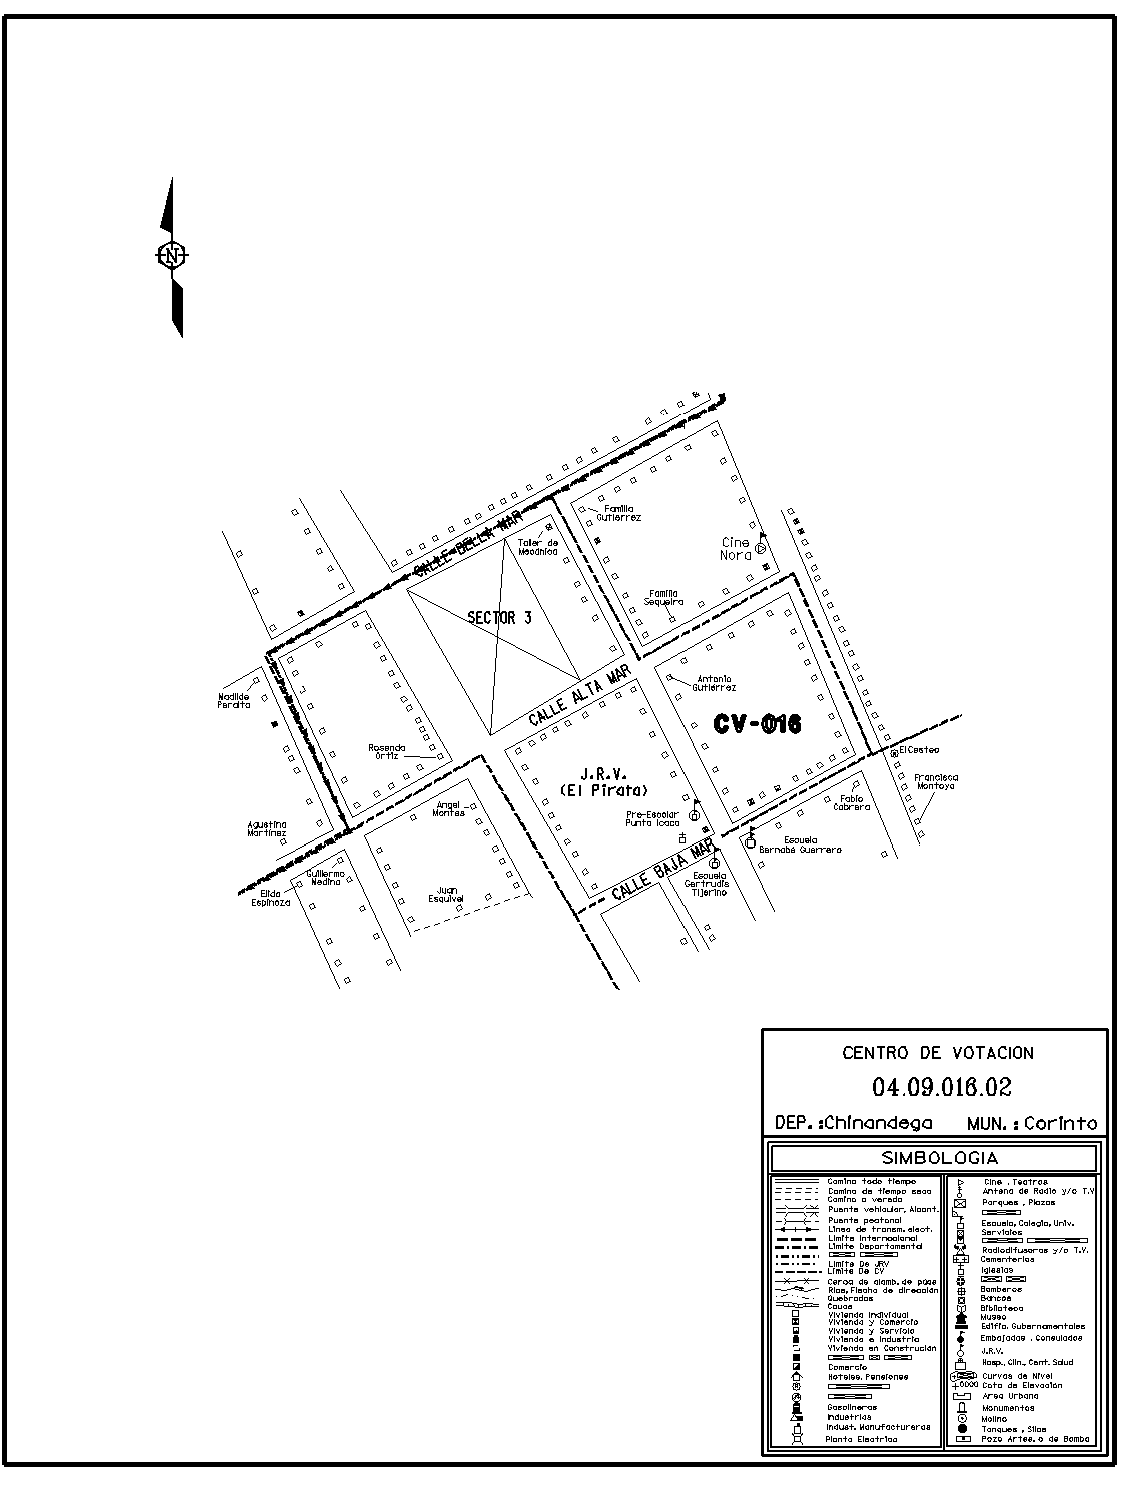 N
CALLE BELLA MAR
Familia
Gutierrez
Taller de
Mecánica
Cine
Nora
SECTOR 3
Familia
Sequeira
Madilde
Peralta
CALLE ALTA MAR
Antonio
Gutiérrez
CV-016
Rosenda
Ortiz
El Casteo
J.R.V.
(El Pirata)
Francisca
Montoya
Angel
Montes
Fabio
Cabrera
Pre-Escolar
Punto Icaco
Agustina
Martínez
Escuela
Bernabé Guerrero
CALLE BAJA MAR
Guillermo
Medina
Escuela
Gertrudis
Tijerino
Elida
Espinoza
Juan
Esquivel
CENTRO DE VOTACION
04.09.016.02
DEP.:Chinandega MUN.:Corinto
SIMBOLOGIA
Camino todo tiempo
Camino de tiempo seco
Camino o vereda
Puente vehicular, Alcant.
Puente peatonal
Linea de transm. elect.
Limite Internacional
Limite Departamental
Limite De JRV
Limite De CV
Cerca de alamb. de púas
Rios, Flecha de dirección
Quebradas
Cauce
Vivienda Individual
Vivienda y Comercio
Vivienda y Servicio
Vivienda e Industria
Vivienda en Construción
Comercio
Hoteles, Pensiones
Gasolineras
Industrias
Indust. Manufactureras
Planta Electrica
Cine , Teatros
Antena de Radio y/o T.V
Parques , Plazas
Escuela, Colegio, Univ.
Servicios
Radiodifusoras y/o T.V.
Cementerios
Iglesias
Bomberos
Bancos
Biblioteca
Museo
Edific. Gubernamentales
Embajadas , Consulados
J.R.V.
Hosp., Clin., Cent. Salud
Curvas de Nivel
Cota de Elevación
Area Urbana
Monumentos
Molino
Tanques , Silos
Pozo Artes. o de Bomba